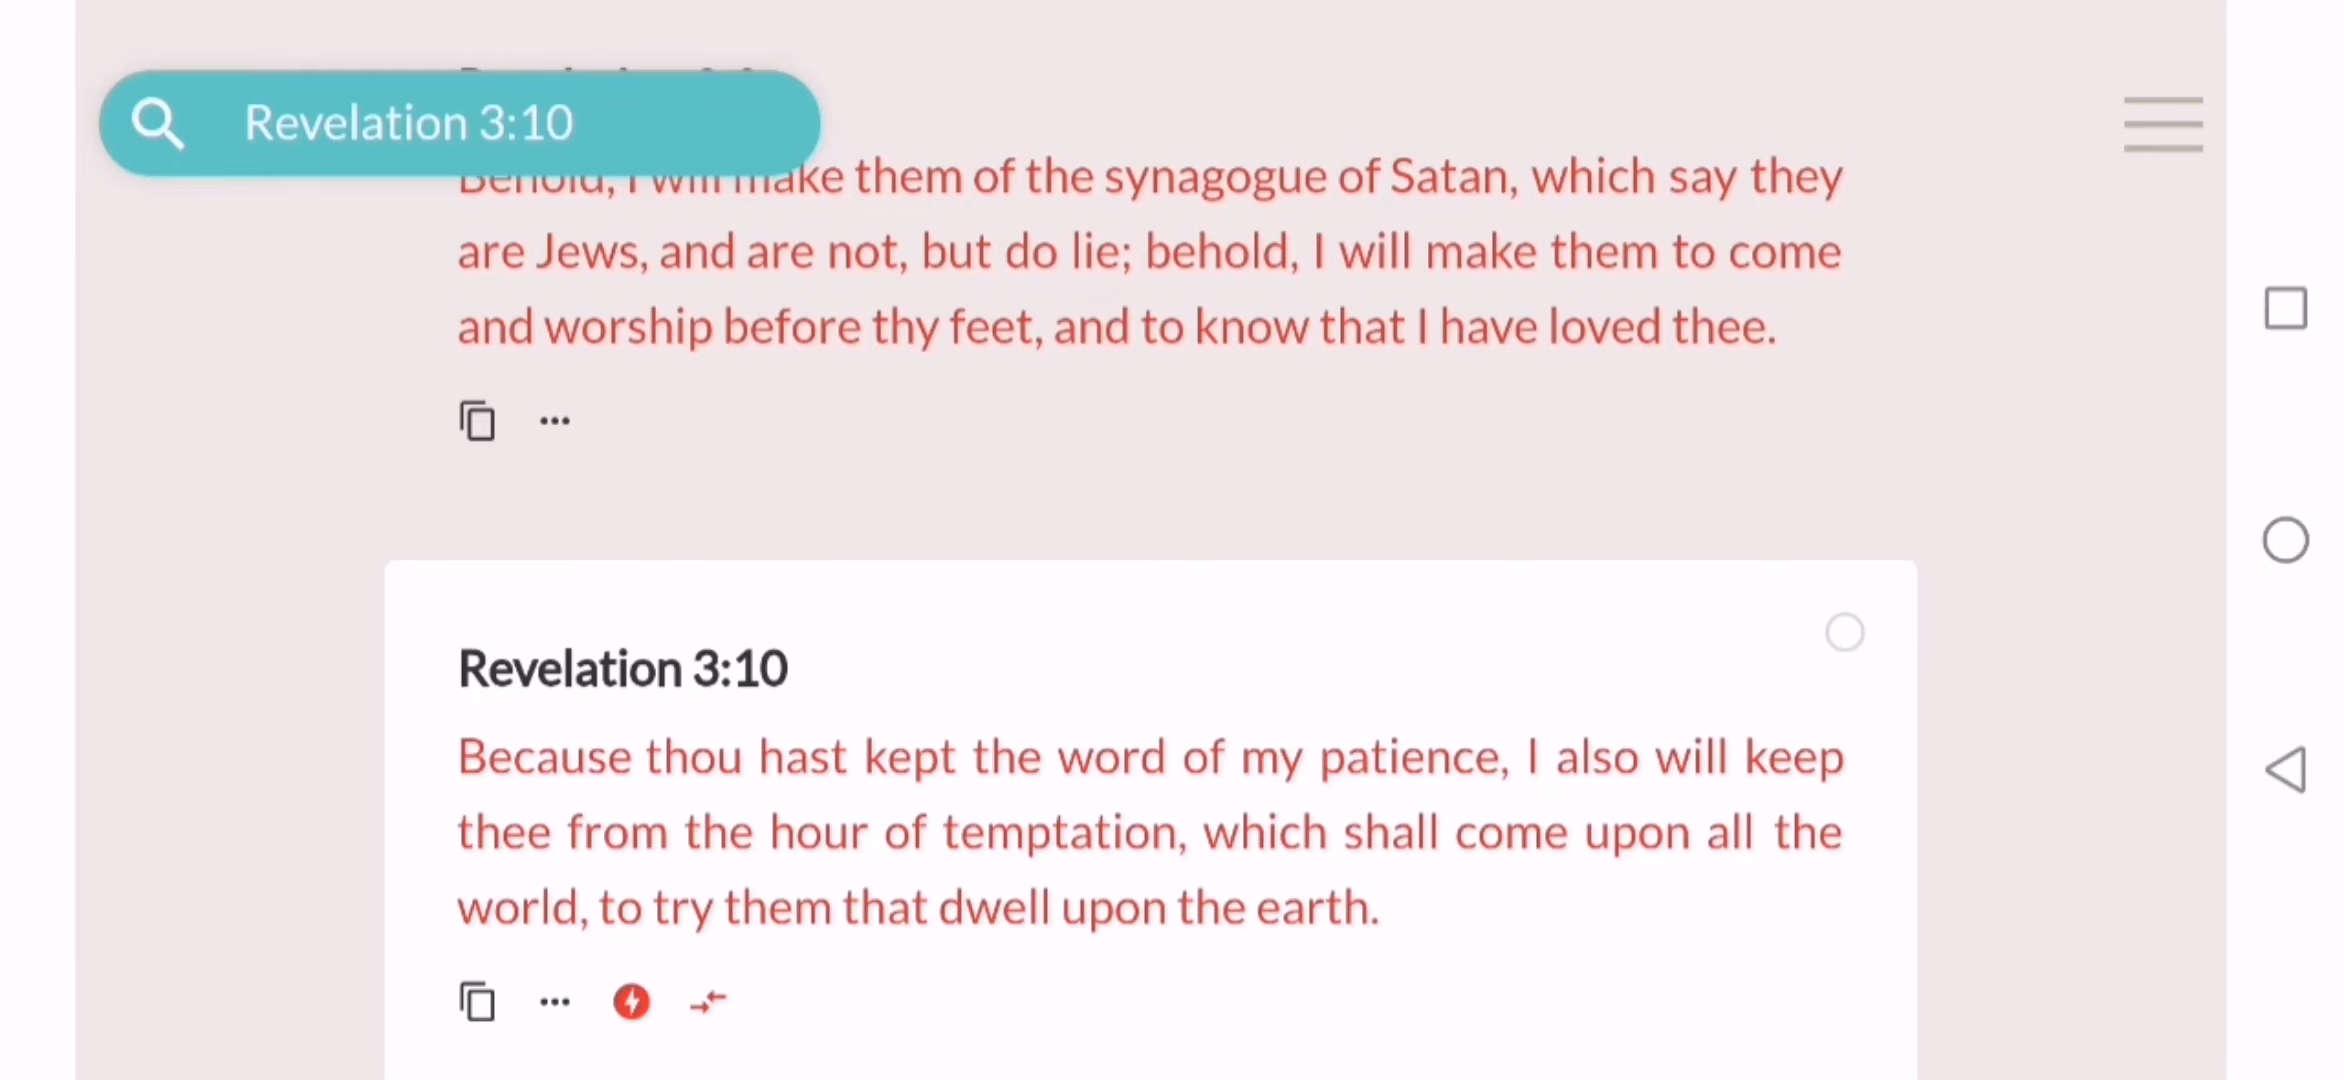 Revelation 3:10
Behold, I will make them of the synagogue of Satan, which say they
are Jews, and are not, but do lie; behold, I will make them to come
and worship before thy feet, and to know that I have loved thee.
Revelation 3:10
Because thou hast kept the word of my patience, I also will keep
thee from the hour of temptation, which shall come upon all the
world, to try them that dwell upon the earth.